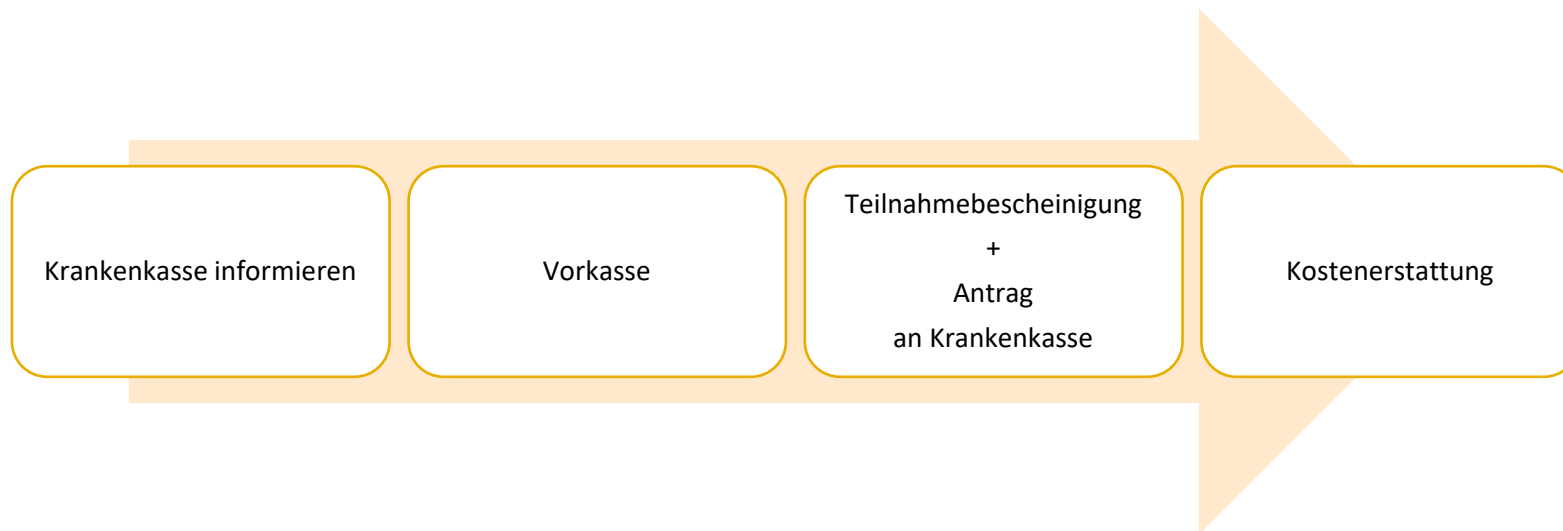 Krankenkasse informieren
Vorkasse
Teilnahmebescheinigung
+
Antrag
an Krankenkasse
Kostenerstattung